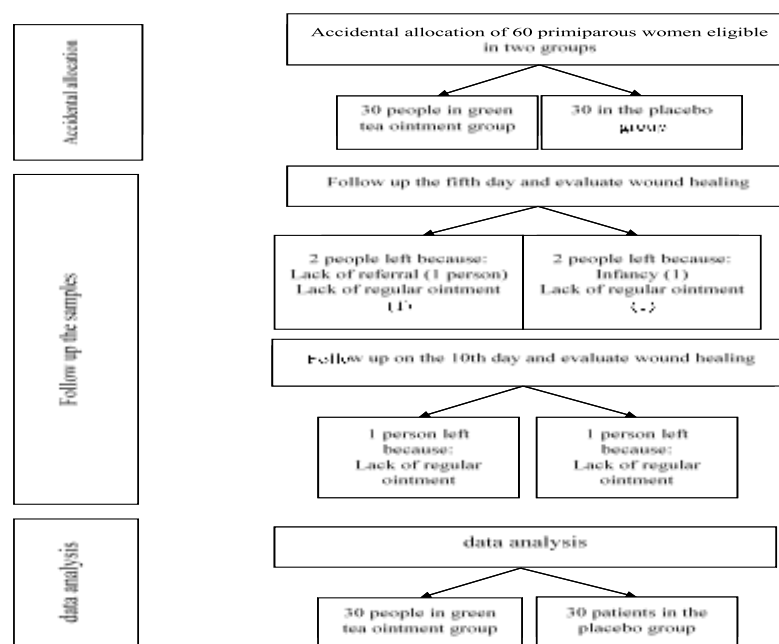 Accidental allocation
Accidental allocation of 60 primiparous women eligible
in two groups
30 people in green
tea ointment group
30 in the placebo
group
Follow up the samples
Follow up the fifth day and evaluate wound healing
2 people left because:
Lack of referral (1 person)
Lack of regular ointment
(1)
2 people left because:
Infancy (1)
Lack of regular ointment
Follow up on the 10th day and evaluate wound healing
1 person left
because:
Lack of regular
ointment
1 person left
because:
Lack of regular
ointment
data analysis
data analysis
30 people in green
tea ointment group
30 patients in the
placebo group